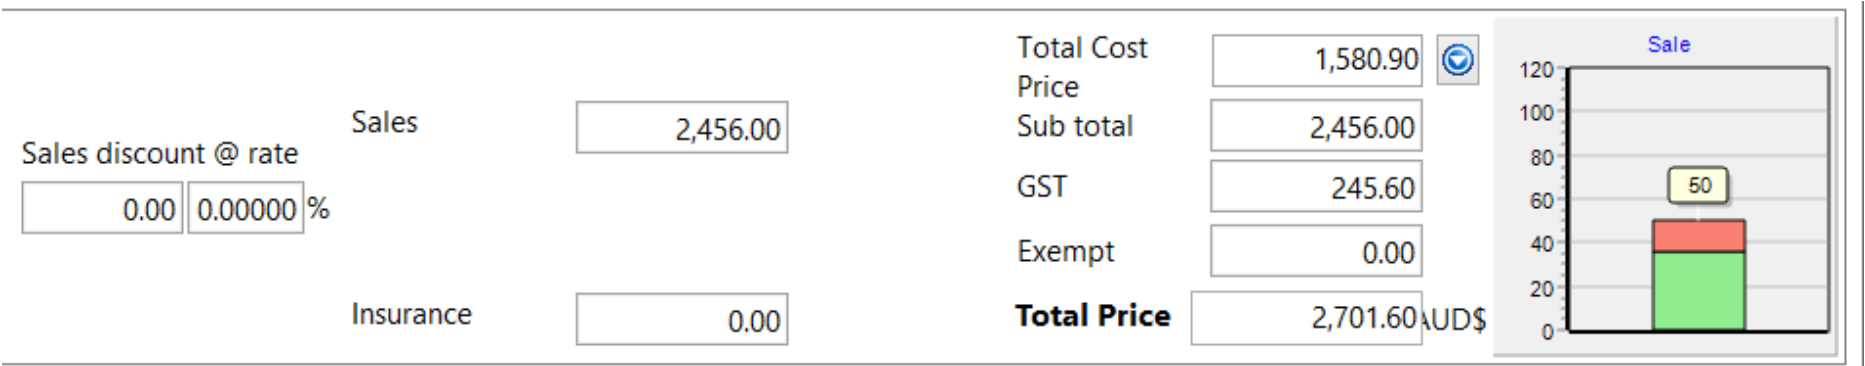 Sales discount @ rate
0.00 0.00000 %
Sales 2,456.00
Insurance 0.00
Total Cost
Price 1,580.90
Sub total 2,456.00
GST 245.60
Exempt 0.00
Total Price 2,701.60 AUD$
Sale
120
100
80
60
40
20
0
50